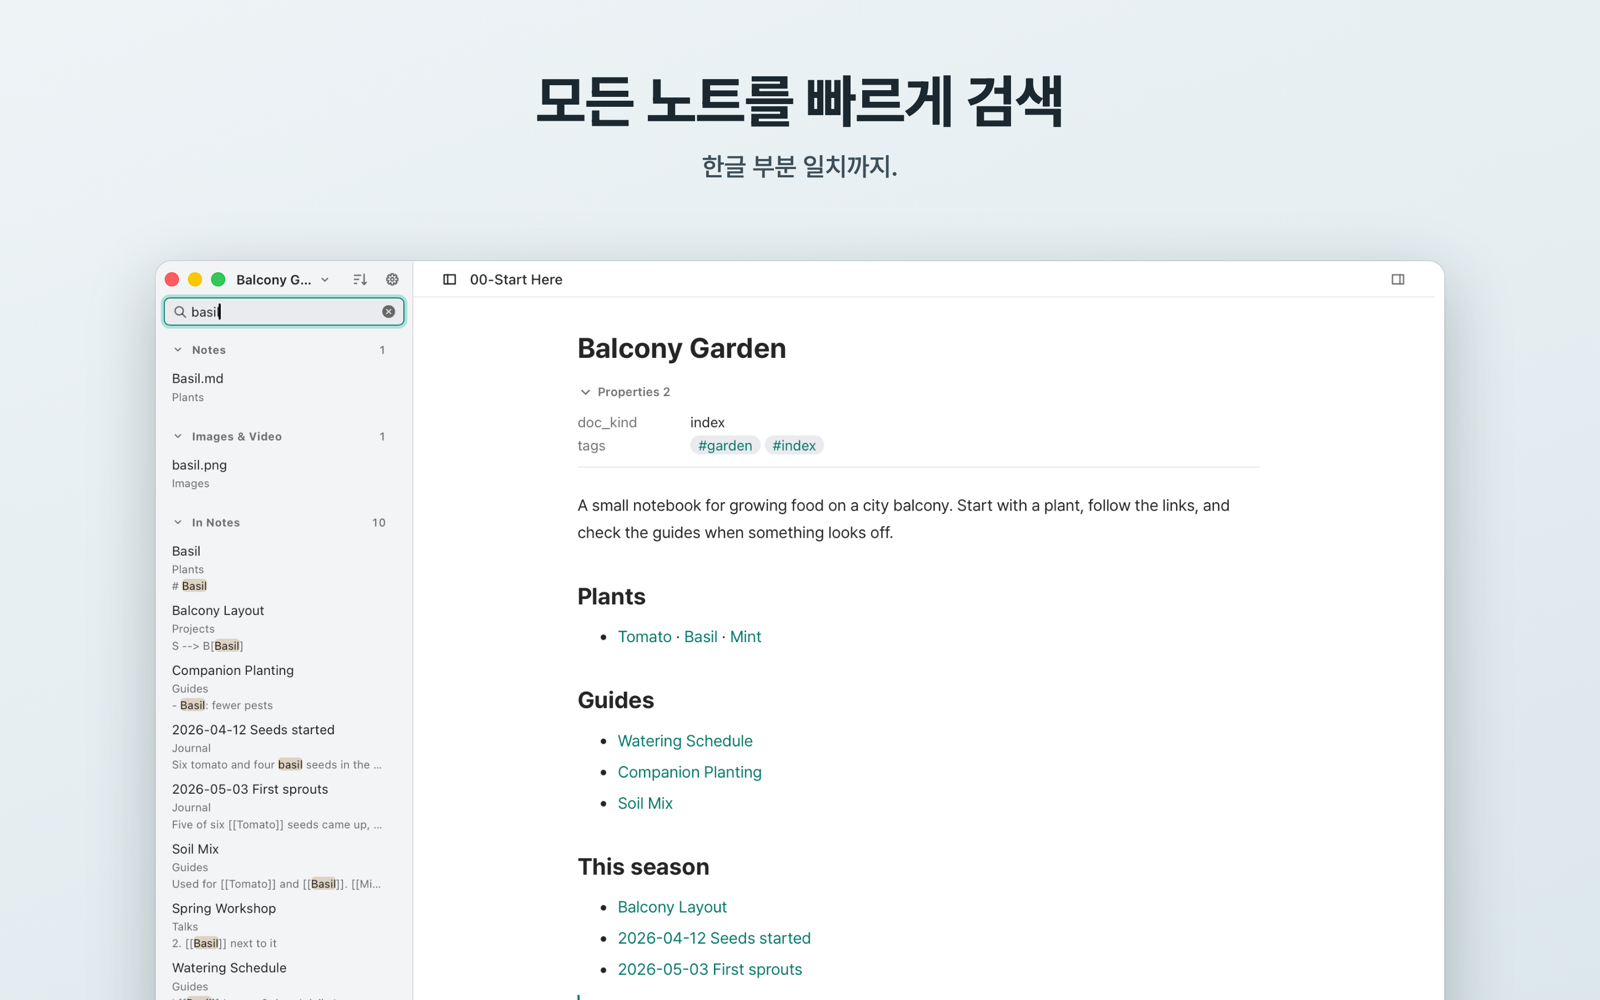 모든 노트를 빠르게 검색
한글 부분 일치까지.
Balcony G...
00-Start Here
basil
Notes 1
Basil.md
Plants
Images & Video 1
basil.png
Images
In Notes 10
Basil
Plants
# Basil
Balcony Layout
Projects
S --> B[Basil]
Companion Planting
Guides
- Basil: fewer pests
2026-04-12 Seeds started
Journal
Six tomato and four basil seeds in the ...
2026-05-03 First sprouts
Journal
Five of six [[Tomato]] seeds came up, ...
Soil Mix
Guides
Used for [[Tomato]] and [[Basil]]. [[Mi...
Spring Workshop
Talks
2. [[Basil]] next to it
Watering Schedule
Guides
Balcony Garden
Properties 2
doc_kind index
tags #garden #index
A small notebook for growing food on a city balcony. Start with a plant, follow the links, and
check the guides when something looks off.
Plants
• Tomato · Basil · Mint
Guides
• Watering Schedule
• Companion Planting
• Soil Mix
This season
• Balcony Layout
• 2026-04-12 Seeds started
• 2026-05-03 First sprouts